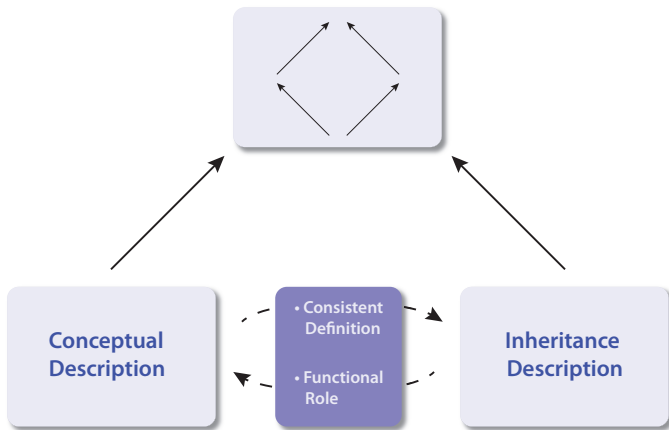 Conceptual
Description
• Consistent
Definition
• Functional
Role
Inheritance
Description